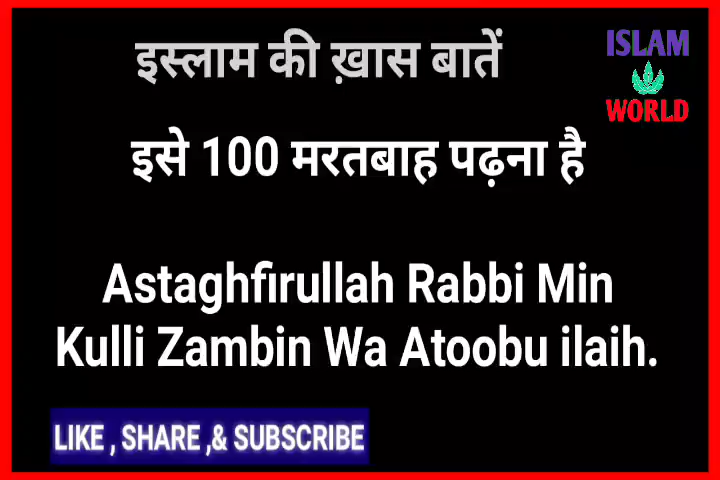 इस्लाम की ख़ास बातें
ISLAM
WORLD
इसे 100 मरतबाह पढ़ना है
Astaghfirullah Rabbi Min
Kulli Zambin Wa Atoobu ilaih.
LIKE , SHARE ,& SUBSCRIBE